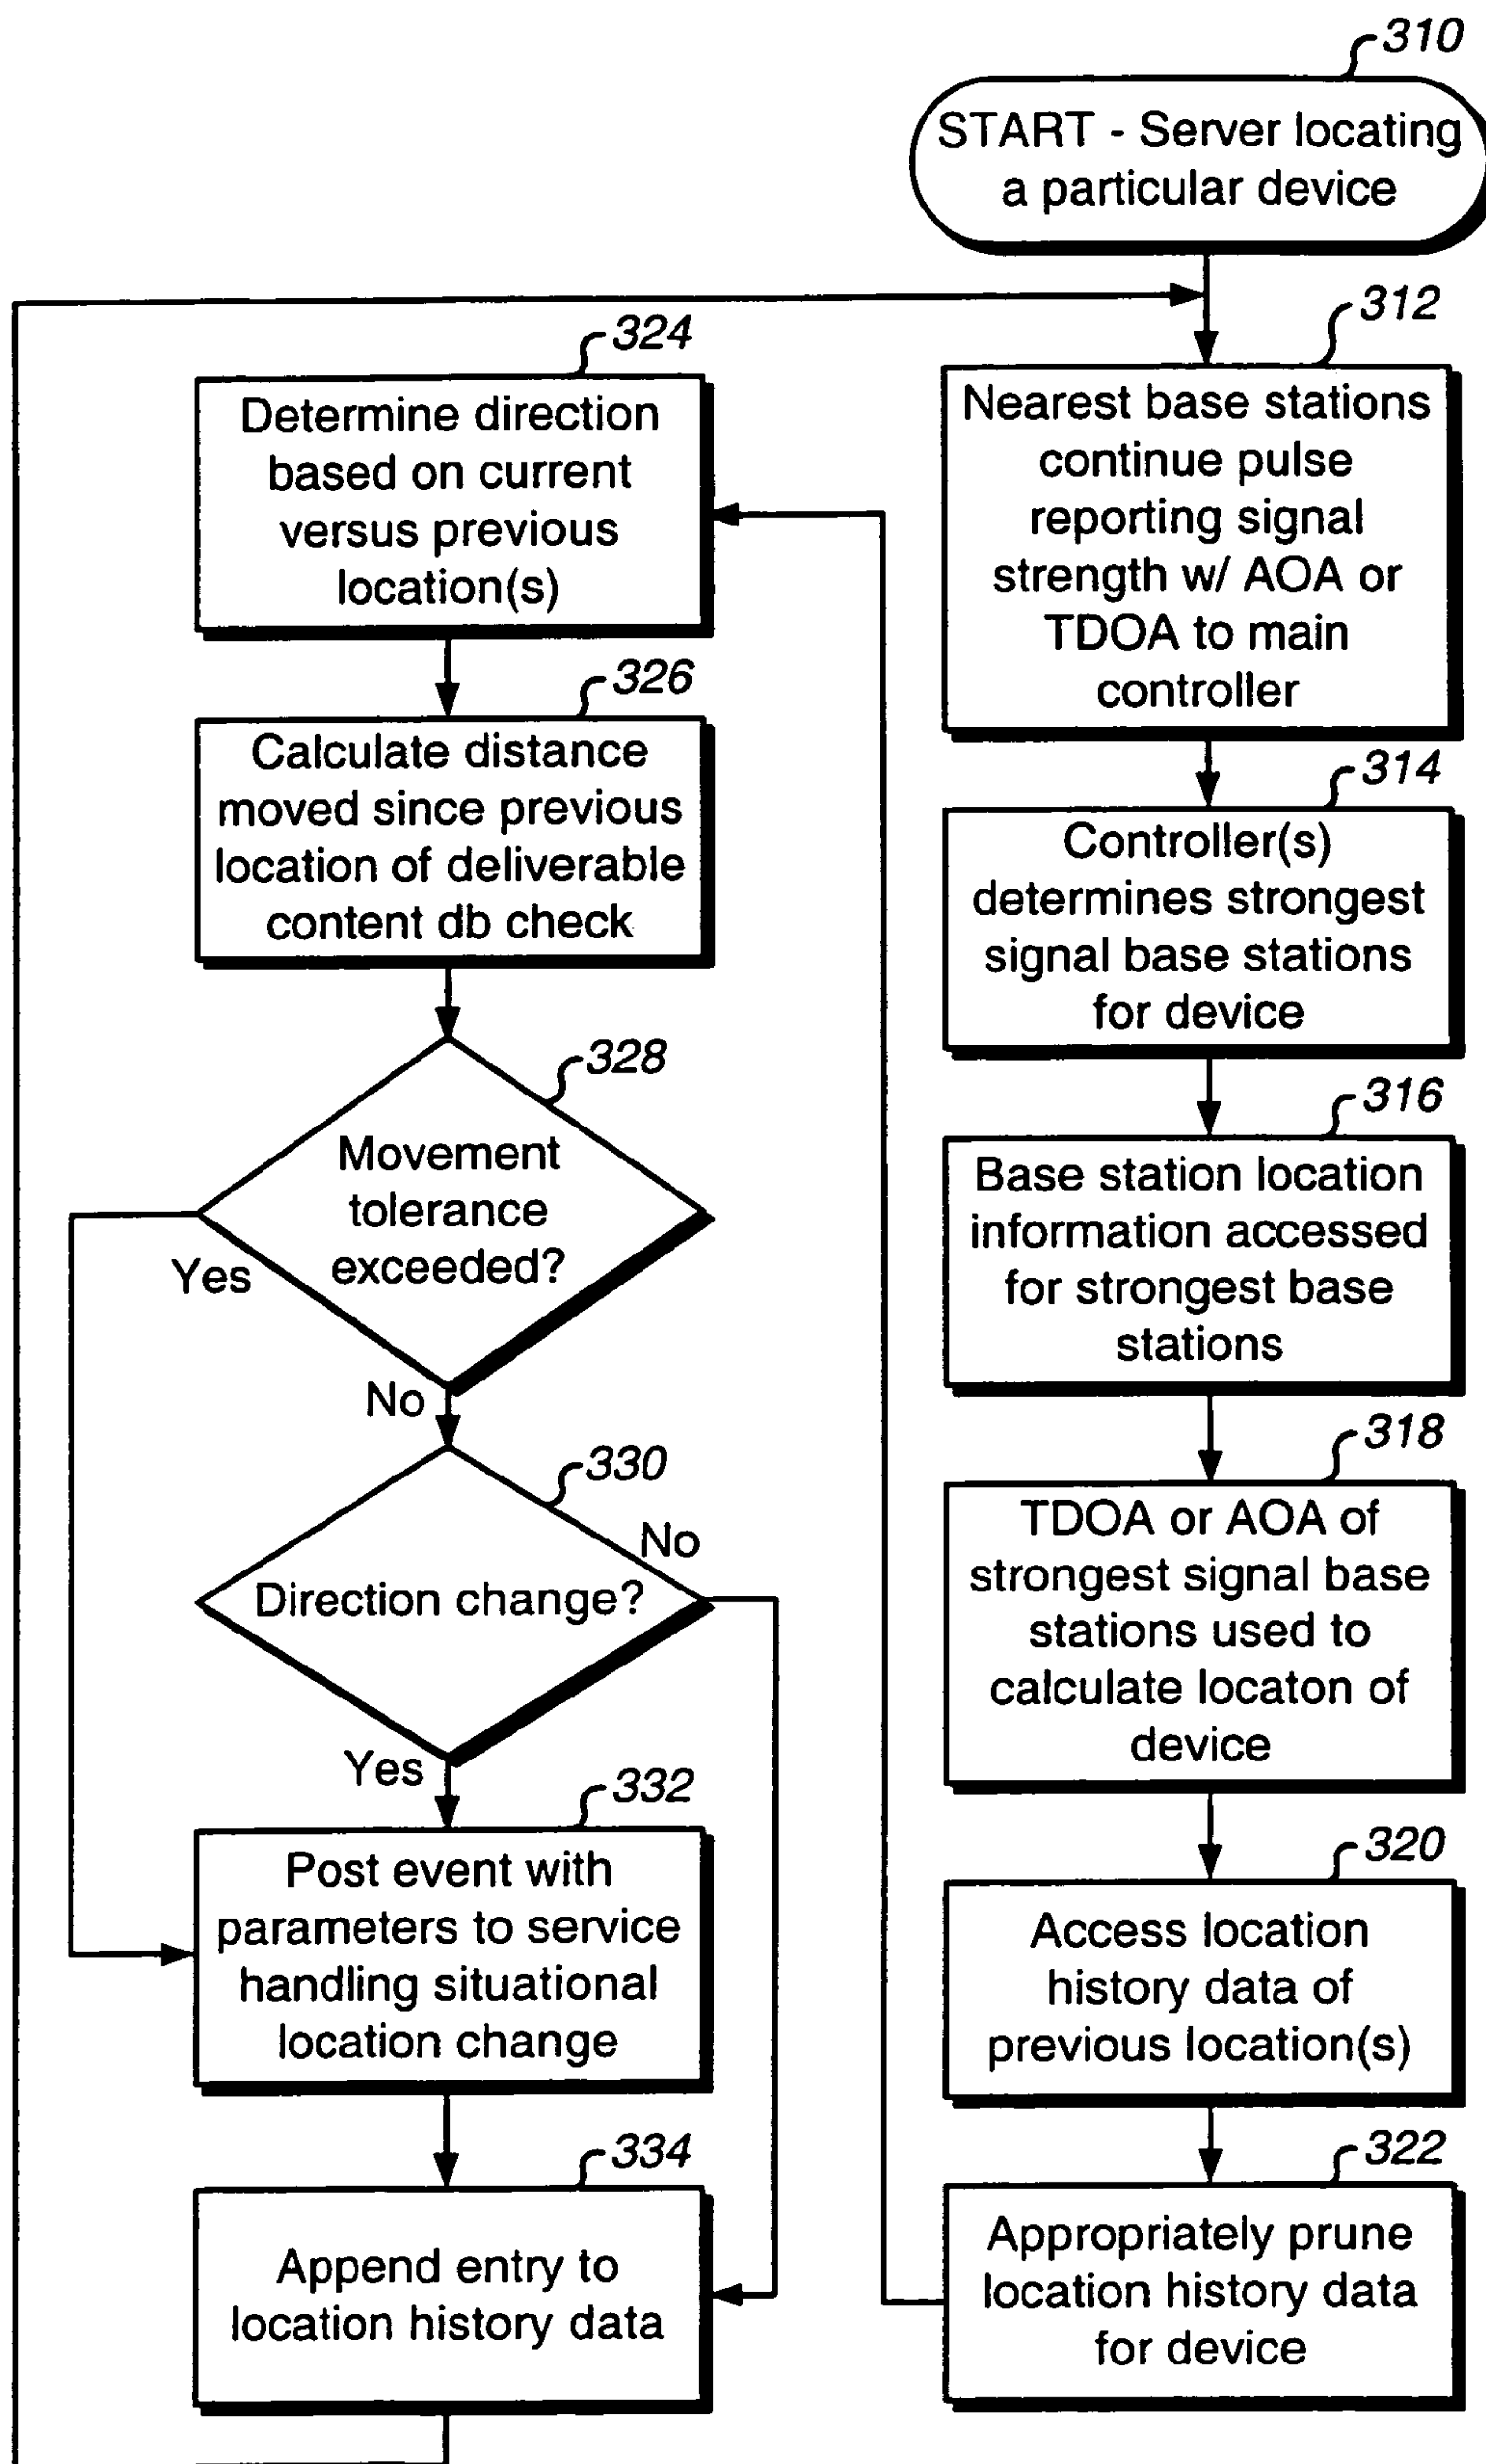 310
START - Server locating
a particular device
312
Nearest base stations
continue pulse
reporting signal
strength w/ AOA or
TDOA to main
controller
314
Controller(s)
determines strongest
signal base stations
for device
316
Base station location
information accessed
for strongest base
stations
318
TDOA or AOA of
strongest signal base
stations used to
calculate locaton of
device
320
Access location
history data of
previous location(s)
322
Appropriately prune
location history data
for device
324
Determine direction
based on current
versus previous
location(s)
326
Calculate distance
moved since previous
location of deliverable
content db check
328
Movement
tolerance
exceeded?
Yes
No
330
No
Direction change?
Yes
332
Post event with
parameters to service
handling situational
location change
334
Append entry to
location history data